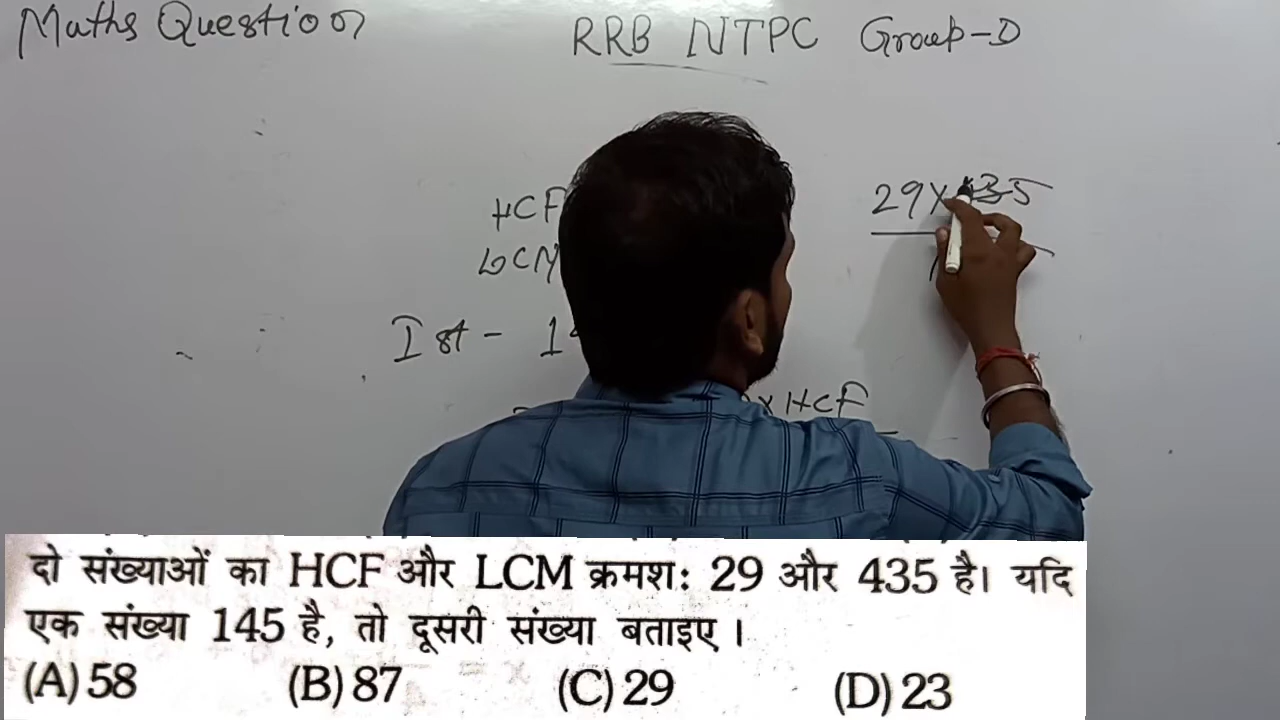 Maths Question
RRB NTPC Group-D
HCF
29×435
LCM
Ist - 1
× HCF
दो संख्याओं का HCF और LCM क्रमश: 29 और 435 है। यदि
एक संख्या 145 है, तो दूसरी संख्या बताइए।
(A) 58 (B) 87 (C) 29 (D) 23